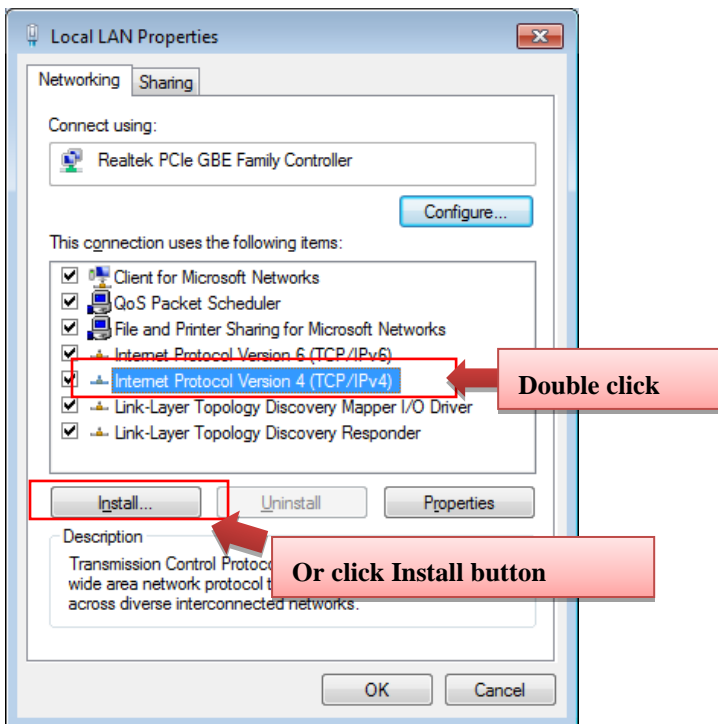 Local LAN Properties
Networking Sharing
Connect using:
Realtek PCIe GBE Family Controller
Configure...
This connection uses the following items:
Client for Microsoft Networks
QoS Packet Scheduler
File and Printer Sharing for Microsoft Networks
Internet Protocol Version 6 (TCP/IPv6)
Internet Protocol Version 4 (TCP/IPv4)
Double click
Link-Layer Topology Discovery Mapper I/O Driver
Link-Layer Topology Discovery Responder
Install... Uninstall Properties
Description
Transmission Control
Or click Install button
wide area network protocol
across diverse interconnected networks.
OK Cancel